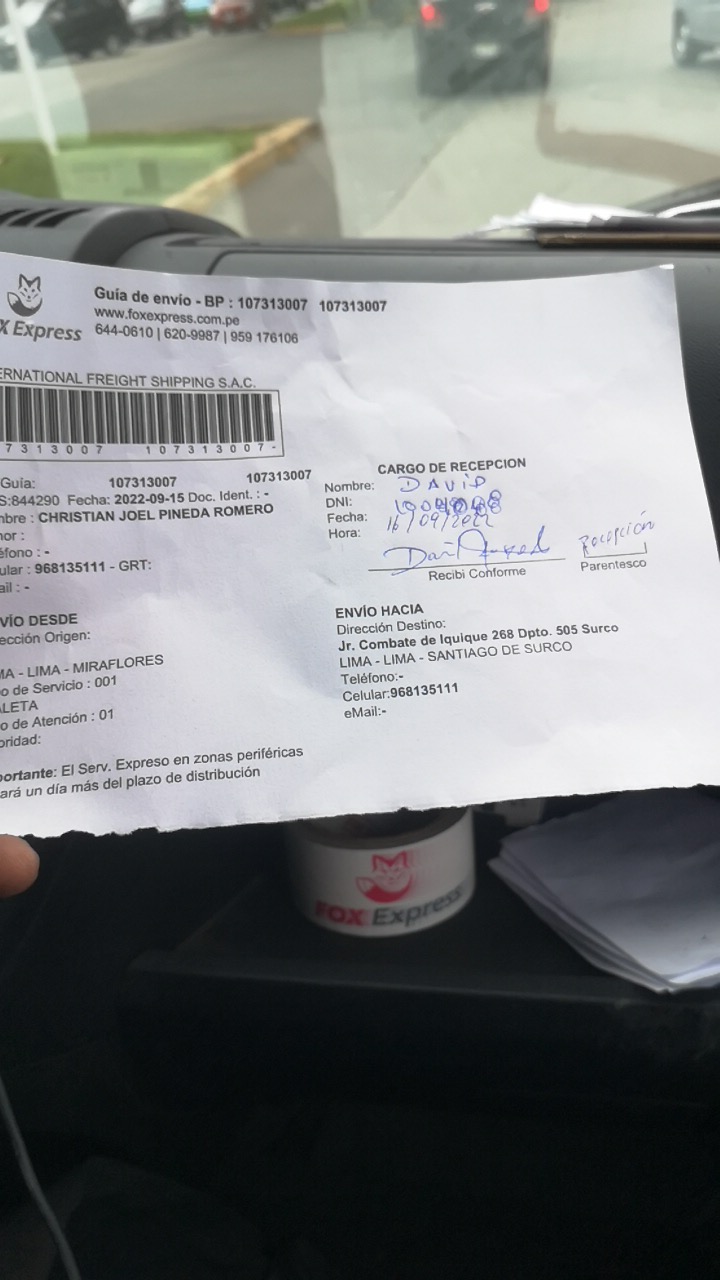 X Express
Guía de envío - BP : 107313007 107313007
www.foxexpress.com.pe
644-0610 | 620-9987 | 959 176106
ERNATIONAL FREIGHT SHIPPING S.A.C.
7 3 1 3 0 0 7 1 0 7 3 1 3 0 0 7 -
Guía: 107313007 107313007
S:844290 Fecha: 2022-09-15 Doc. Ident. : -
nbre : CHRISTIAN JOEL PINEDA ROMERO
nor :
éfono : -
ular : 968135111 - GRT:
ail : -
VÍO DESDE
ección Origen:
MA - LIMA - MIRAFLORES
o de Servicio : 001
ALETA
o de Atención : 01
oridad:
portante: El Serv. Expreso en zonas periféricas
ará un día más del plazo de distribución
CARGO DE RECEPCION
Nombre: DAVID
DNI:
Fecha: 16/09/2022
Hora:
Recibi Conforme
Recepción
Parentesco
ENVÍO HACIA
Dirección Destino:
Jr. Combate de Iquique 268 Dpto. 505 Surco
LIMA - LIMA - SANTIAGO DE SURCO
Teléfono:-
Celular:968135111
eMail:-
FOX Express